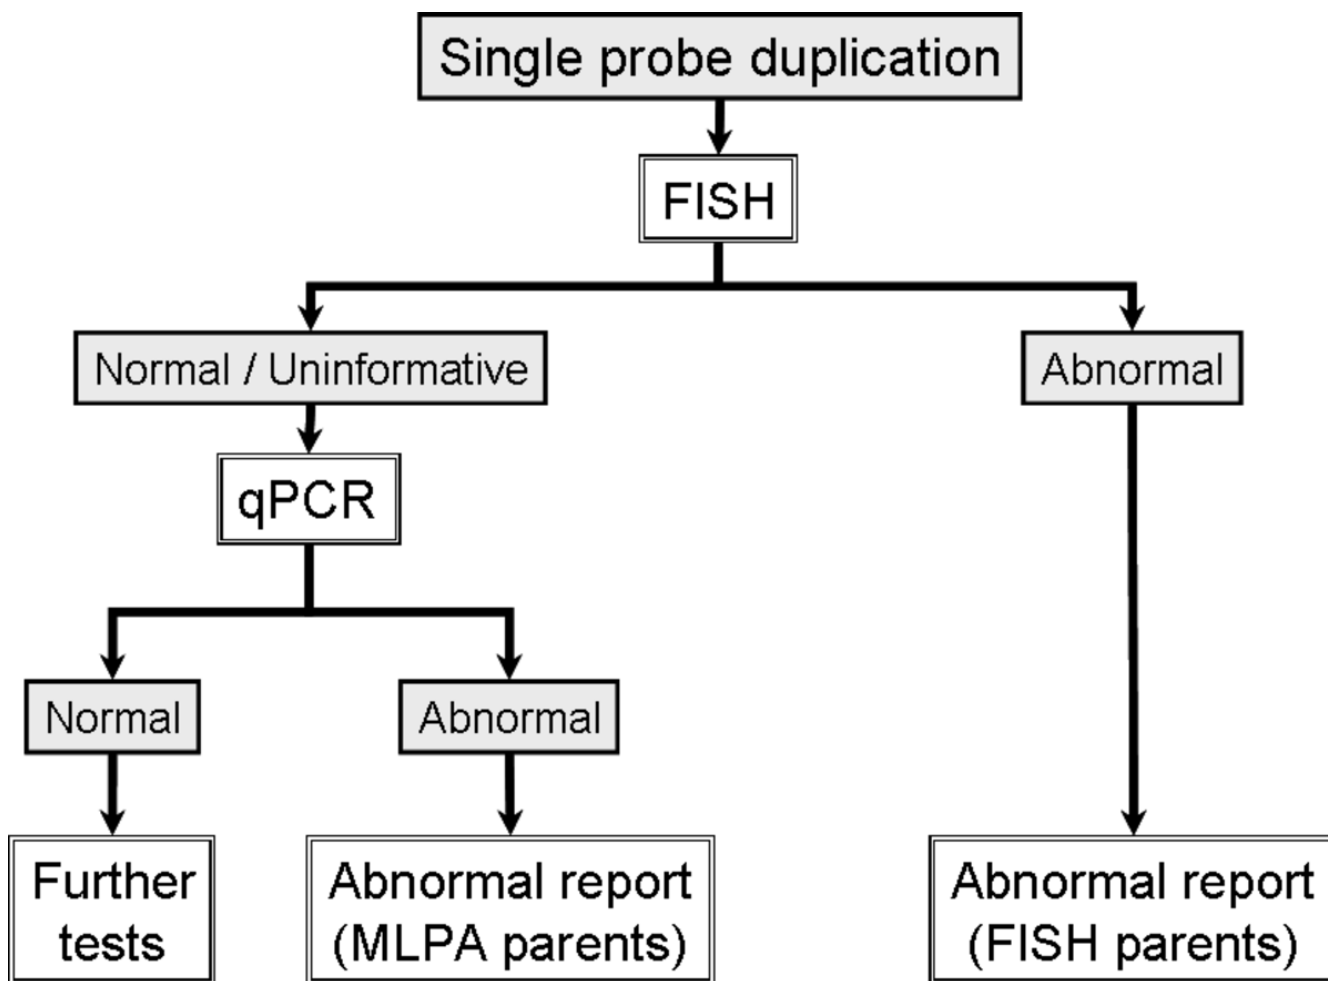 Single probe duplication
FISH
Normal / Uninformative
Abnormal
qPCR
Normal
Abnormal
Further
tests
Abnormal report
(MLPA parents)
Abnormal report
(FISH parents)